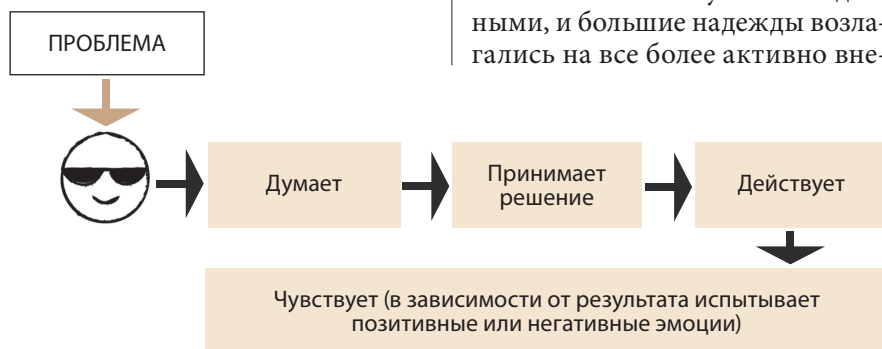 ными, и большие надежды возла-
гались на все более активно вне-
ПРОБЛЕМА
Думает
Принимает
решение
Действует
Чувствует (в зависимости от результата испытывает
позитивные или негативные эмоции)